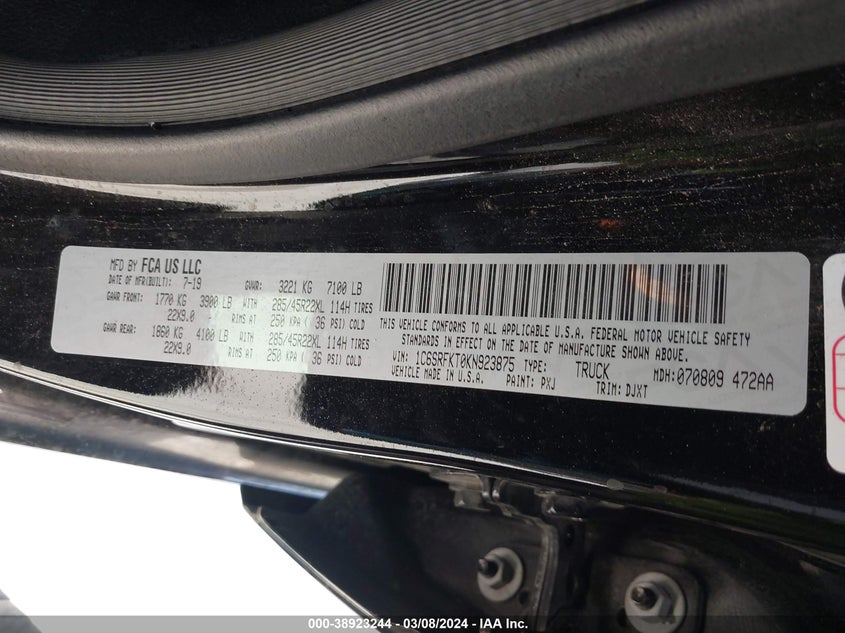 MFD BY FCA US LLC
DATE OF MFR(BUILT): 7-19 GVWR: 3221 KG 7100 LB
GAWR FRONT: 1770 KG 3900 LB WITH 285/45R22XL 114H TIRES
22X9.0 RIMS AT 250 KPA ( 36 PSI) COLD
GAWR REAR: 1860 KG 4100 LB WITH 285/45R22XL 114H TIRES
22X9.0 RIMS AT 250 KPA ( 36 PSI) COLD
THIS VEHICLE CONFORMS TO ALL APPLICABLE U.S.A. FEDERAL MOTOR VEHICLE SAFETY
STANDARDS IN EFFECT ON THE DATE OF MANUFACTURE SHOWN ABOVE.
VIN: 1C6SRFKT0KN923875 TYPE: TRUCK MDH:070809 472AA
VEHICLE MADE IN U.S.A. PAINT: PXJ TRIM: DJXT
000-38923244 - 03/08/2024 - IAA Inc.